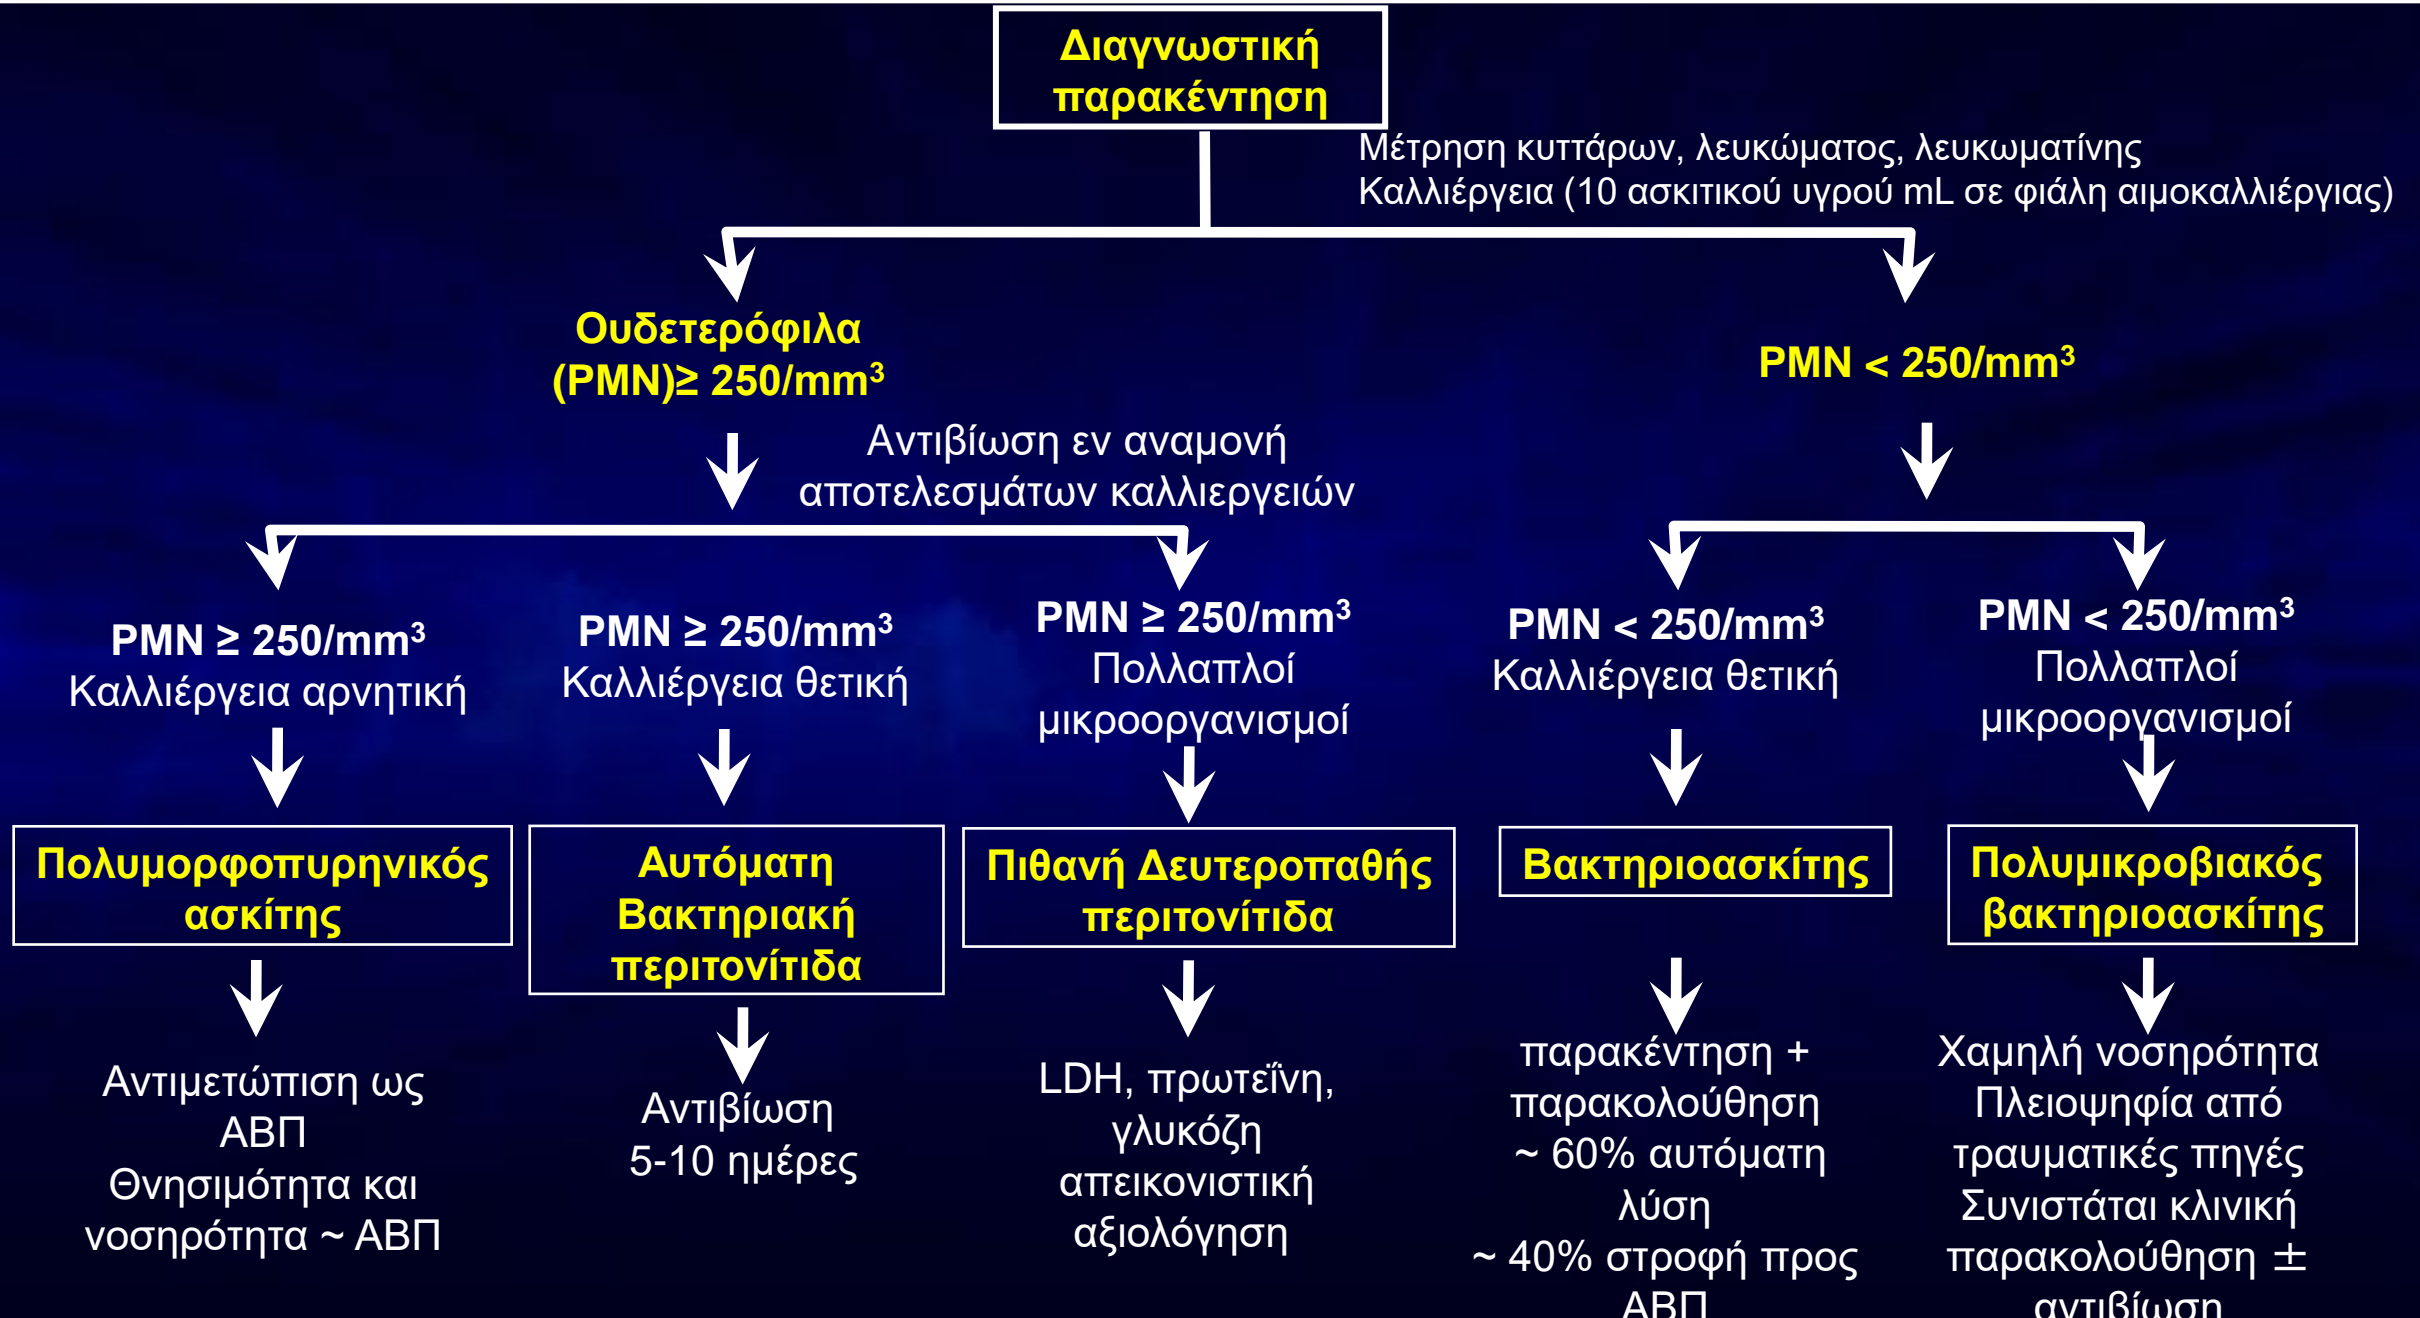 Διαγνωστική
παρακέντηση
Μέτρηση κυττάρων, λευκώματος, λευκωματίνης
Καλλιέργεια (10 ασκιτικού υγρού mL σε φιάλη αιμοκαλλιέργιας)
Ουδετερόφιλα
(PMN)≥ 250/mm³
PMN < 250/mm³
Αντιβίωση εν αναμονή
αποτελεσμάτων καλλιεργειών
PMN ≥ 250/mm³
Καλλιέργεια αρνητική
PMN ≥ 250/mm³
Καλλιέργεια θετική
PMN ≥ 250/mm³
Πολλαπλοί
μικροοργανισμοί
PMN < 250/mm³
Καλλιέργεια θετική
PMN < 250/mm³
Πολλαπλοί
μικροοργανισμοί
Πολυμορφοπυρηνικός
ασκίτης
Αυτόματη
Βακτηριακή
περιτονίτιδα
Πιθανή Δευτεροπαθής
περιτονίτιδα
Βακτηριοασκίτης
Πολυμικροβιακός
βακτηριοασκίτης
Αντιμετώπιση ως
ΑΒΠ
Θνησιμότητα και
νοσηρότητα ~ ΑΒΠ
Αντιβίωση
5-10 ημέρες
LDH, πρωτεΐνη,
γλυκόζη
απεικονιστική
αξιολόγηση
παρακέντηση +
παρακολούθηση
~ 60% αυτόματη
λύση
~ 40% στροφή προς
ΑΒΠ
Χαμηλή νοσηρότητα
Πλειοψηφία από
τραυματικές πηγές
Συνιστάται κλινική
παρακολούθηση ±
αντιβίωση